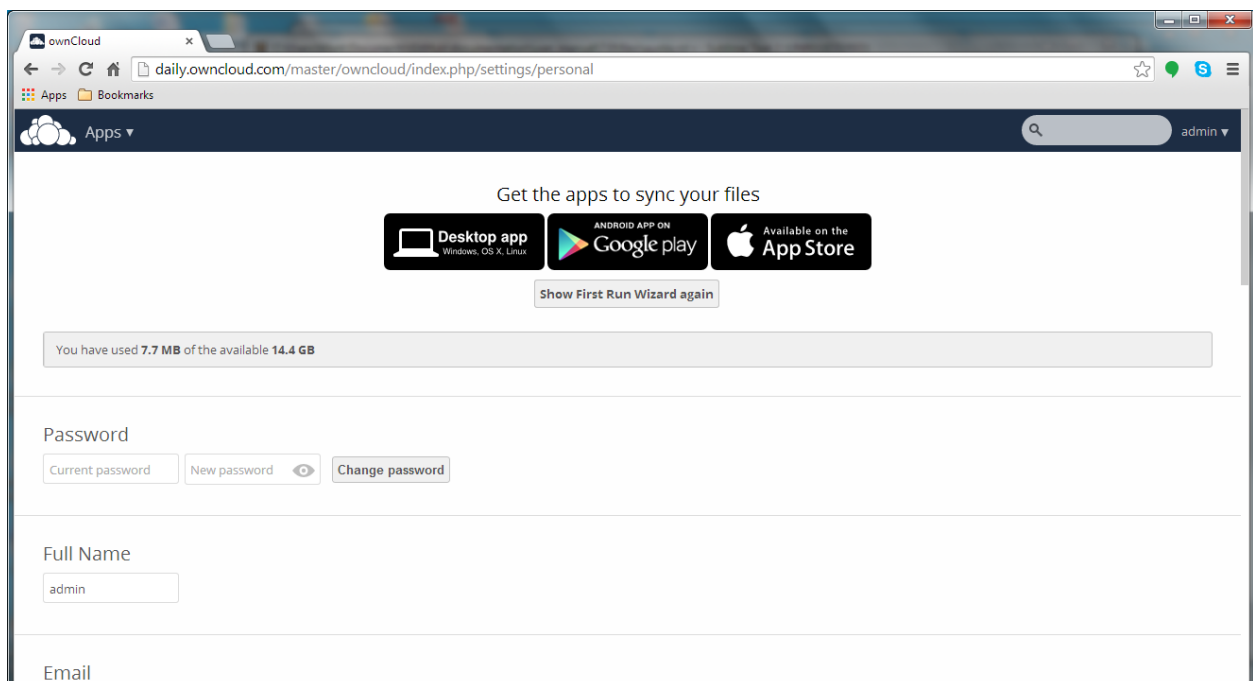 ownCloud
daily.owncloud.com/master/owncloud/index.php/settings/personal
Apps Bookmarks
Apps ▾ admin ▾
Get the apps to sync your files
Desktop app
Windows, OS X, Linux
ANDROID APP ON
Google play
Available on the
App Store
Show First Run Wizard again
You have used 7.7 MB of the available 14.4 GB
Password
Current password New password Change password
Full Name
admin
Email